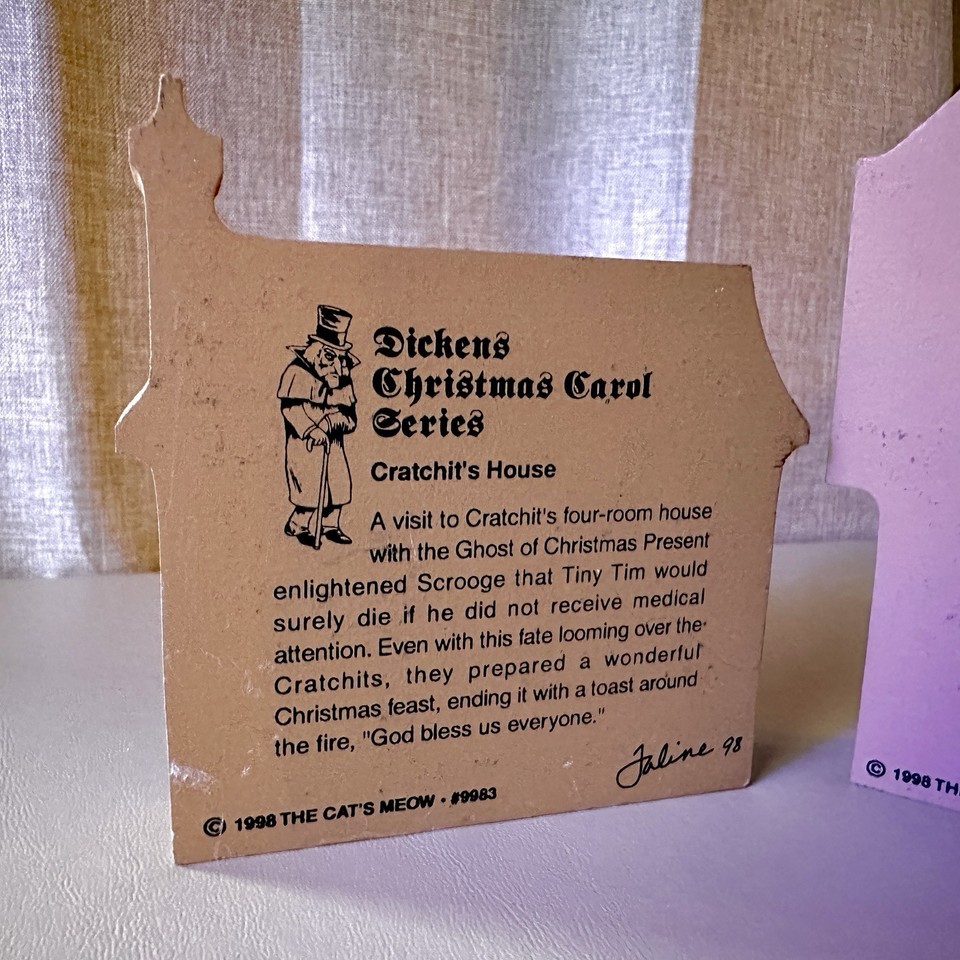 Dickens
Christmas Carol
Series
Cratchit's House
A visit to Cratchit's four-room house
with the Ghost of Christmas Present
enlightened Scrooge that Tiny Tim would
surely die if he did not receive medical
attention. Even with this fate looming over the
Cratchits, they prepared a wonderful
Christmas feast, ending it with a toast around
the fire, "God bless us everyone."
Faline 98
© 1998 THE CAT'S MEOW · #9983
© 1998 TH